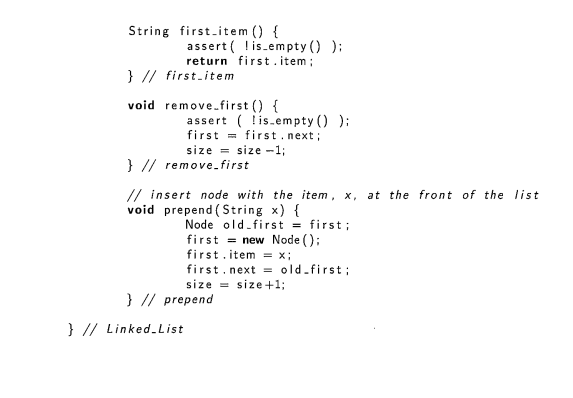 String first_item() {
assert( !is_empty() );
return first.item;
} // first_item
void remove_first() {
assert ( !is_empty() );
first = first.next;
size = size-1;
} // remove_first
// insert node with the item, x, at the front of the list
void prepend(String x) {
Node old_first = first;
first = new Node();
first.item = x;
first.next = old_first;
size = size+1;
} // prepend
} // Linked_List